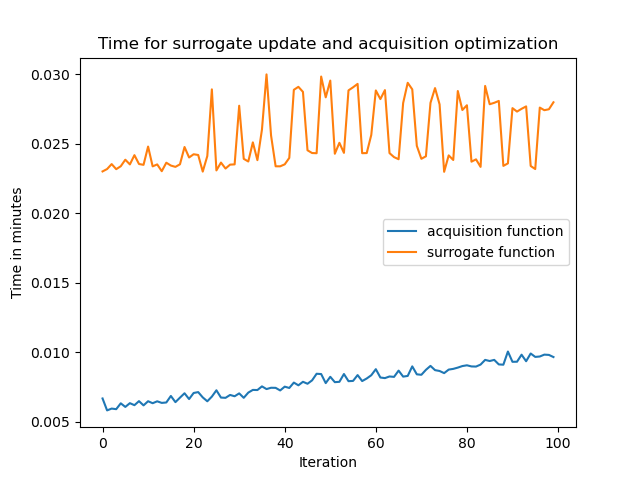 Time for surrogate update and acquisition optimization
0.030
0.025
0.020
0.015
0.010
0.005
Time in minutes
acquisition function
surrogate function
0 20 40 60 80 100
Iteration